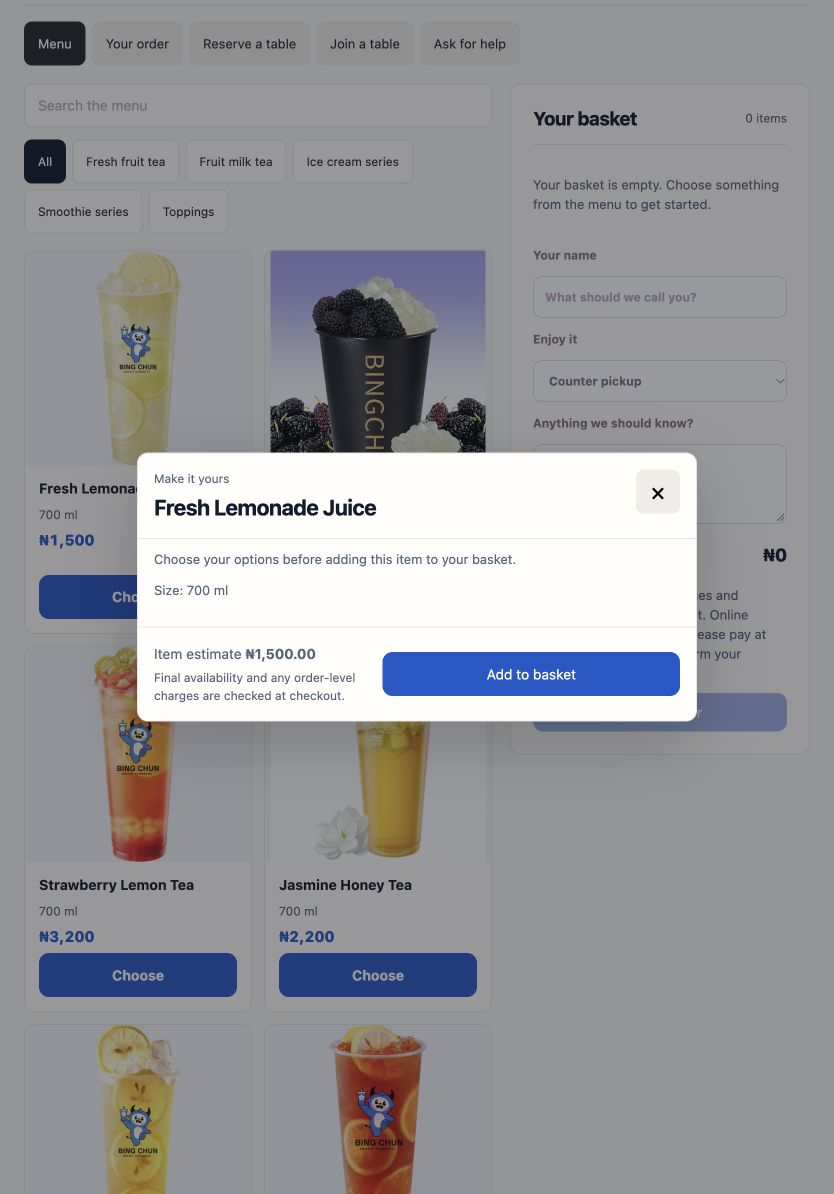 Menu
Your order
Reserve a table
Join a table
Ask for help
Search the menu
All
Fresh fruit tea
Fruit milk tea
Ice cream series
Smoothie series
Toppings
Your basket
0 items
Your basket is empty. Choose something
from the menu to get started.
Your name
What should we call you?
Enjoy it
Counter pickup
Anything we should know?
₦0
BING CHUN
BINGCH
700 ml
₦1,500
Make it yours
Fresh Lemonade Juice
×
Choose your options before adding this item to your basket.
Size: 700 ml
Item estimate ₦1,500.00
Final availability and any order-level
charges are checked at checkout.
Add to basket
BING CHUN
Strawberry Lemon Tea
700 ml
₦3,200
Choose
Jasmine Honey Tea
700 ml
₦2,200
Choose
BING CHUN
BING CHUN